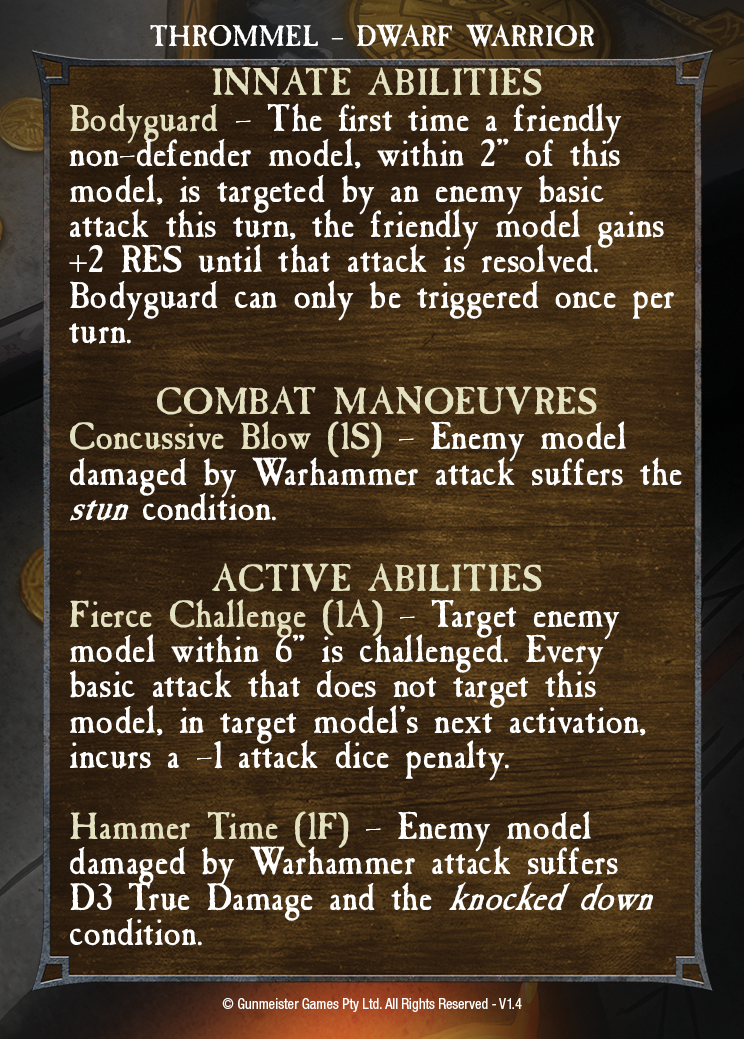 THROMMEL – DWARF WARRIOR
INNATE ABILITIES
Bodyguard – The first time a friendly
non-defender model, within 2” of this
model, is targeted by an enemy basic
attack this turn, the friendly model gains
+2 RES until that attack is resolved.
Bodyguard can only be triggered once per
turn.
COMBAT MANOEUVRES
Concussive Blow (1S) – Enemy model
damaged by Warhammer attack suffers the
stun condition.
ACTIVE ABILITIES
Fierce Challenge (1A) – Target enemy
model within 6” is challenged. Every
basic attack that does not target this
model, in target model’s next activation,
incurs a -1 attack dice penalty.
Hammer Time (1F) – Enemy model
damaged by Warhammer attack suffers
D3 True Damage and the knocked down
condition.
© Gunmeister Games Pty Ltd. All Rights Reserved - V1.4